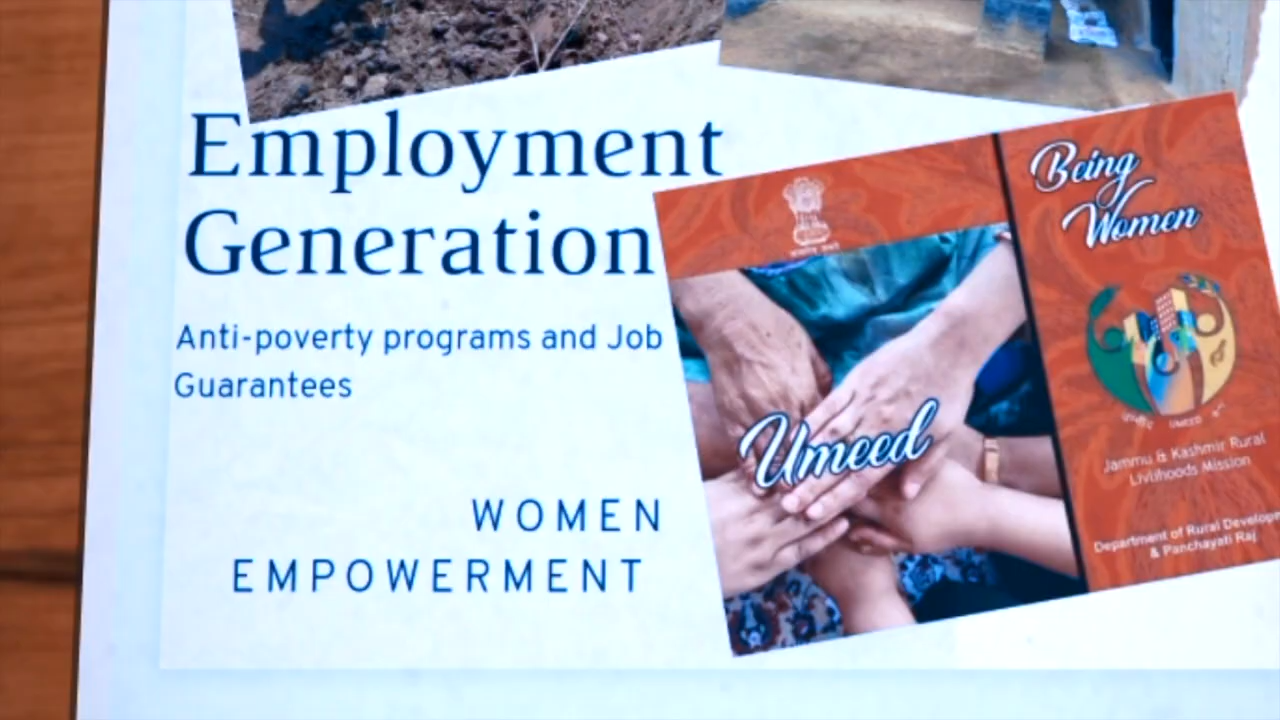 Employment
Generation
Anti-poverty programs and Job
Guarantees
WOMEN
EMPOWERMENT
Umeed
Being
Women
UMEED
Jammu & Kashmir Rural
Livlihoods Mission
Department of Rural Develop
& Panchayati Raj